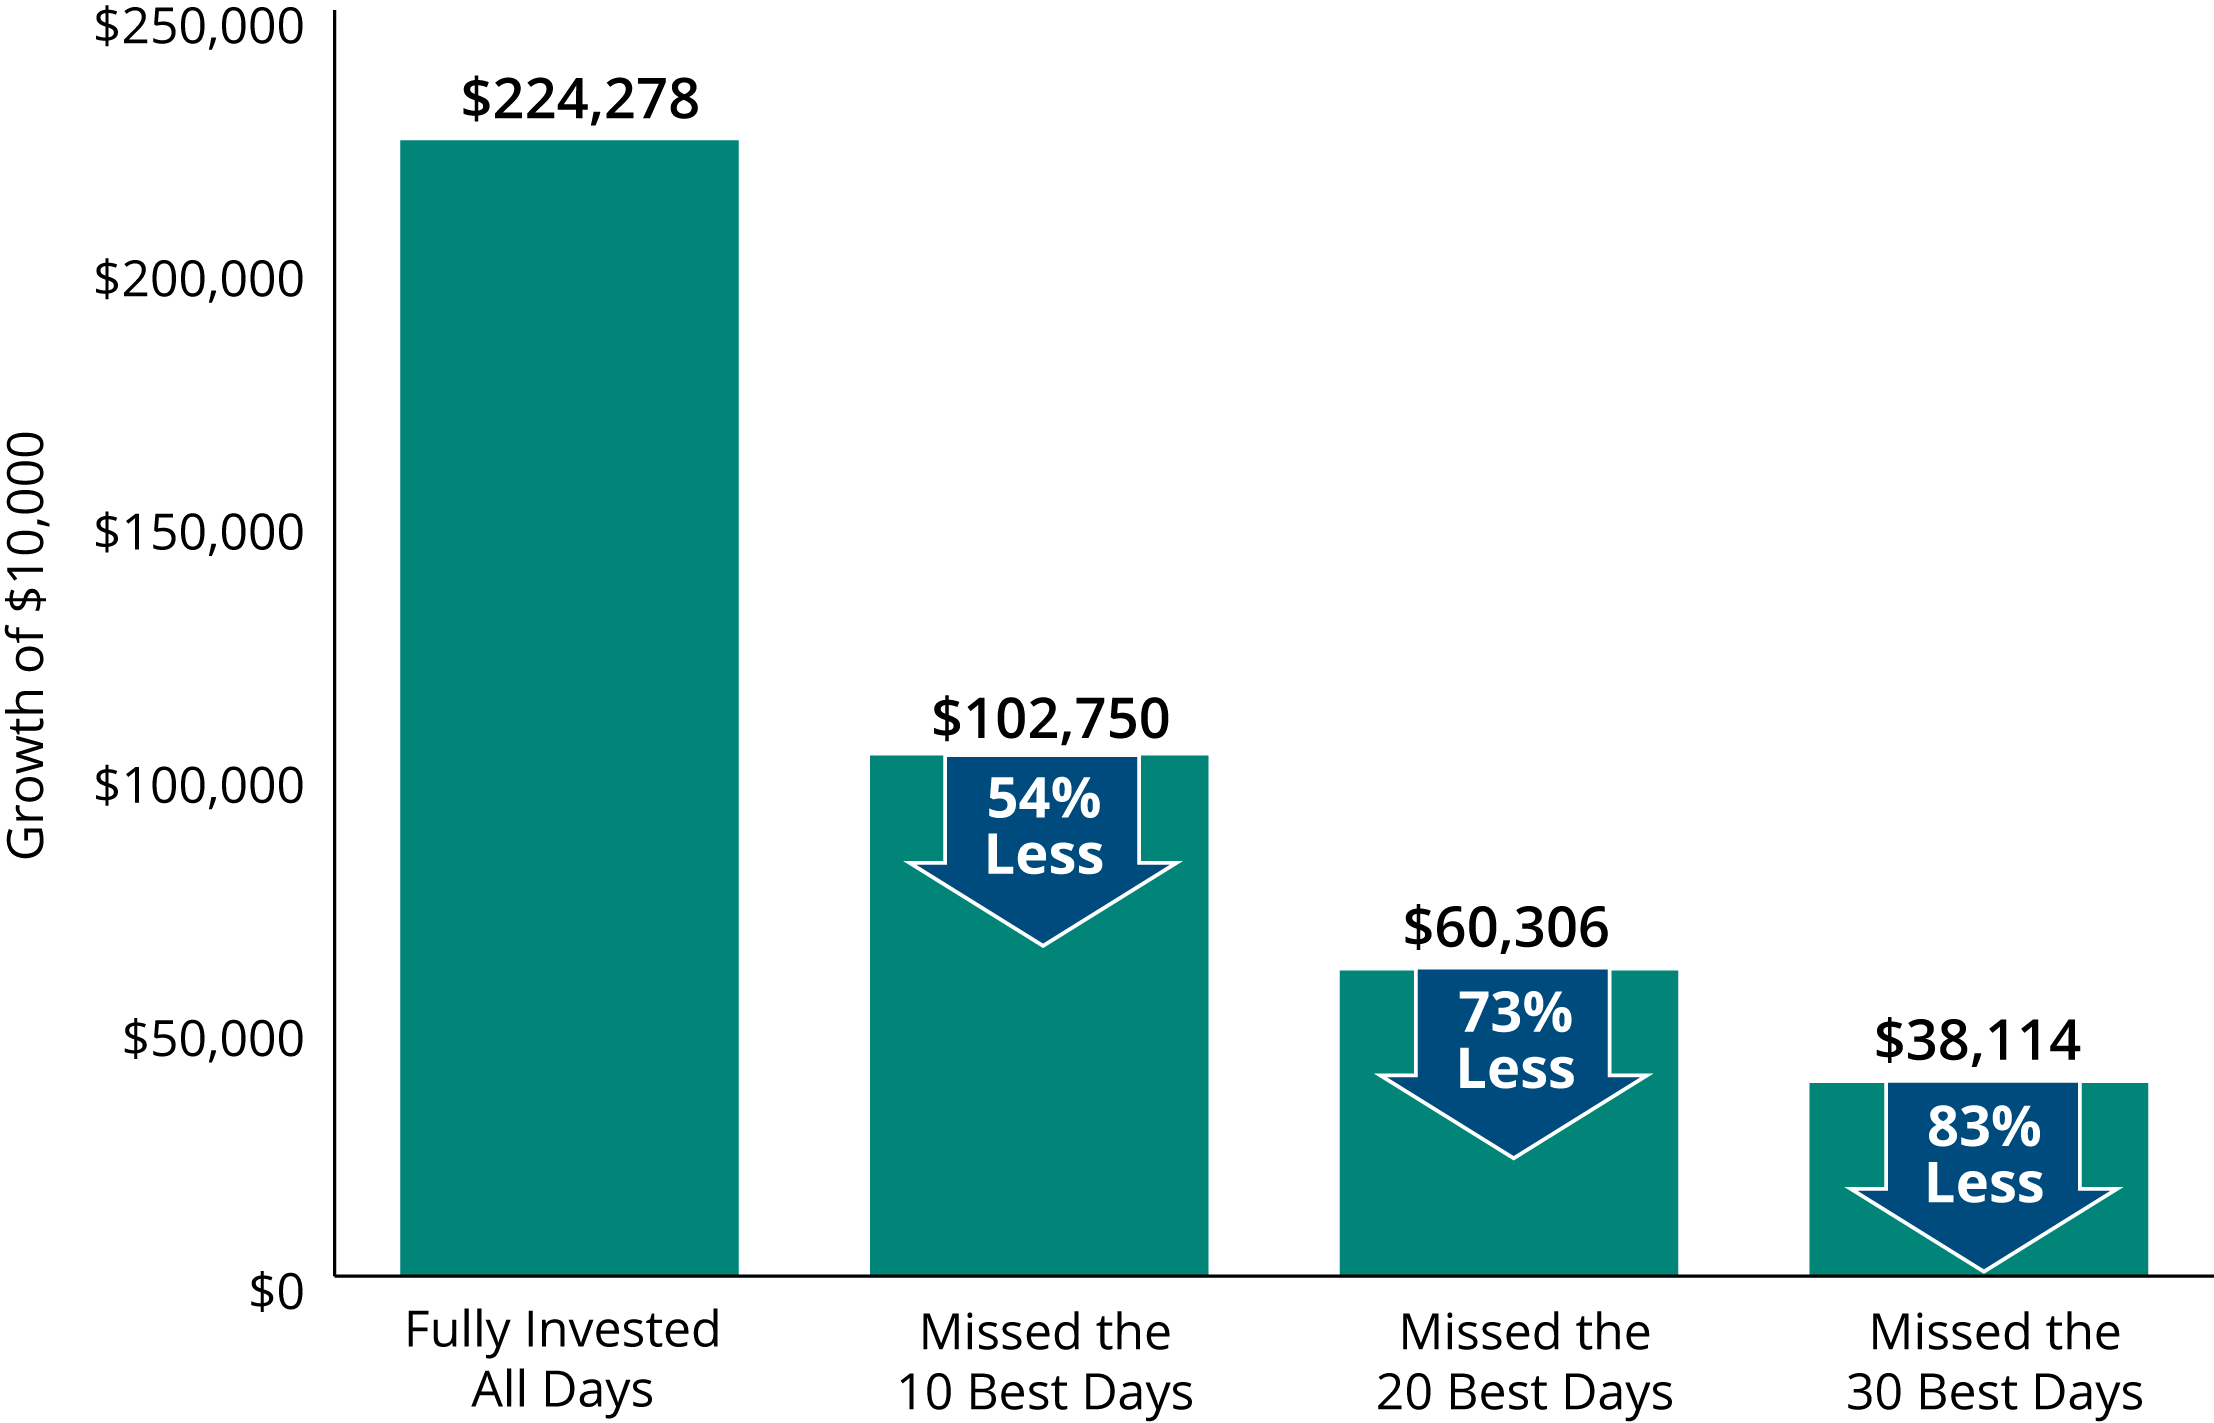 Growth of $10,000
$250,000
$200,000
$150,000
$100,000
$50,000
$0
$224,278
$102,750
54%
Less
$60,306
73%
Less
$38,114
83%
Less
Fully Invested
All Days
Missed the
10 Best Days
Missed the
20 Best Days
Missed the
30 Best Days